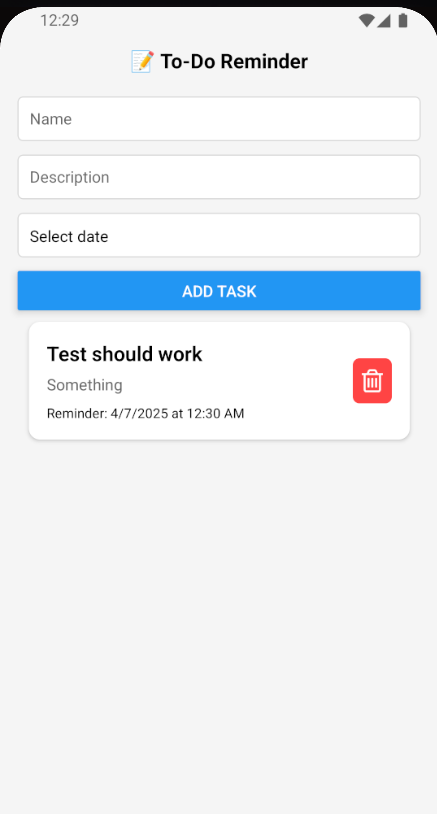 12:29
📝 To-Do Reminder
Name
Description
Select date
ADD TASK
Test should work
Something
Reminder: 4/7/2025 at 12:30 AM